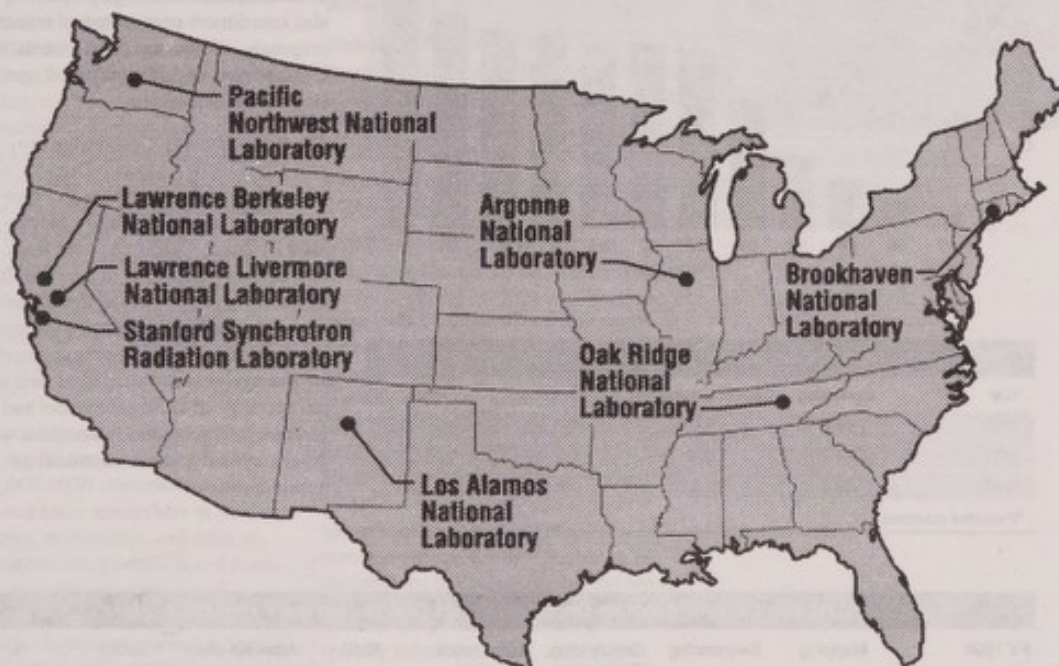 Pacific
Northwest National
Laboratory
Lawrence Berkeley
National Laboratory
Lawrence Livermore
National Laboratory
Stanford Synchrotron
Radiation Laboratory
Argonne
National
Laboratory
Brookhaven
National
Laboratory
Oak Ridge
National
Laboratory
Los Alamos
National
Laboratory